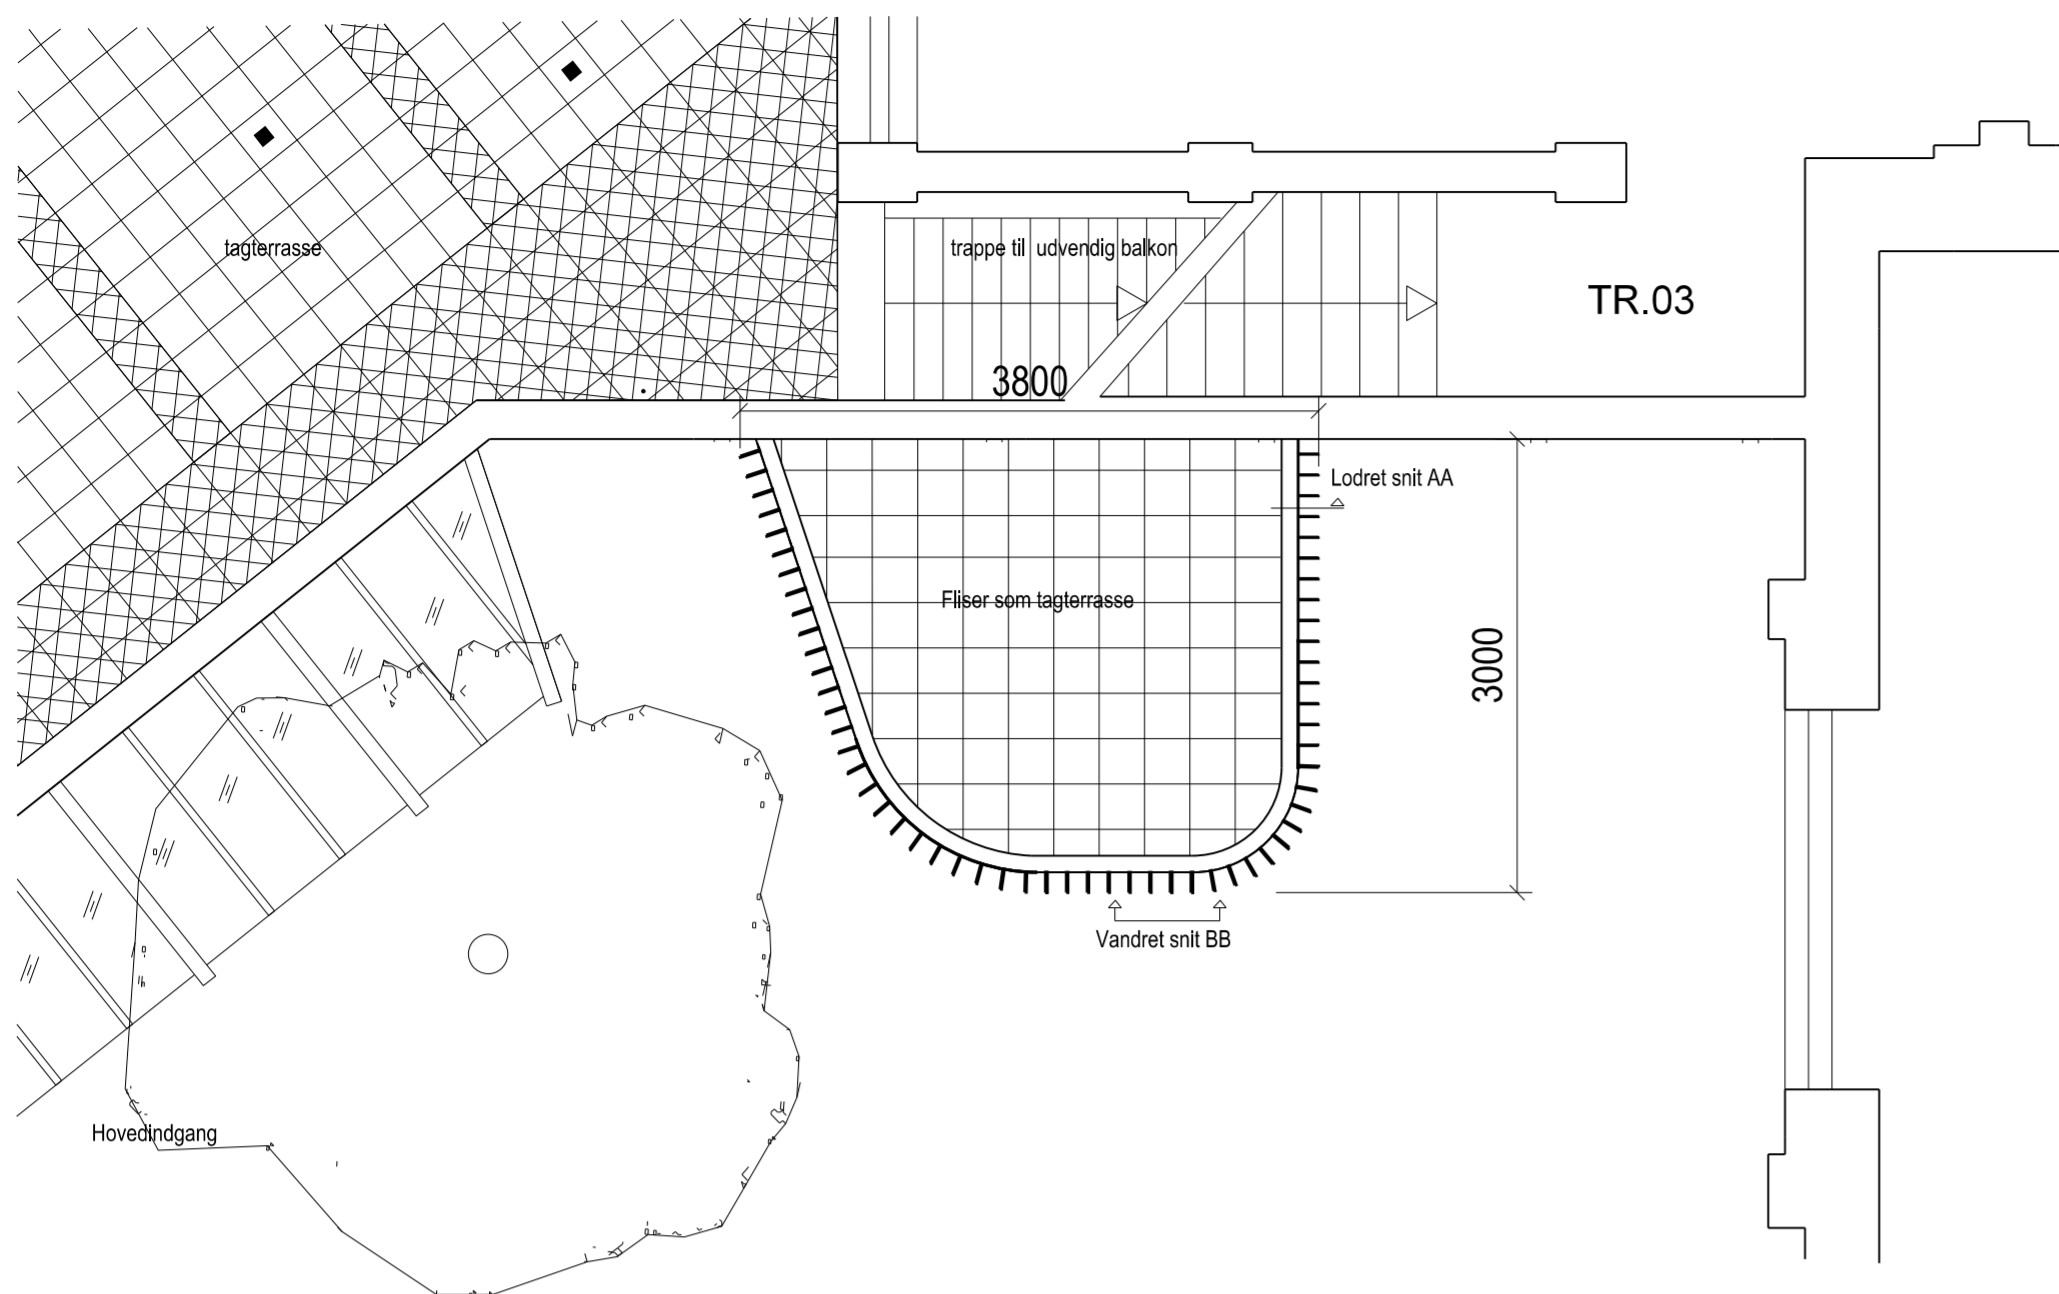 tagterrasse
trappe til udvendig balkon
TR.03
3800
Lodret snit AA
Fliser som tagterrasse
3000
Vandret snit BB
Hovedindgang